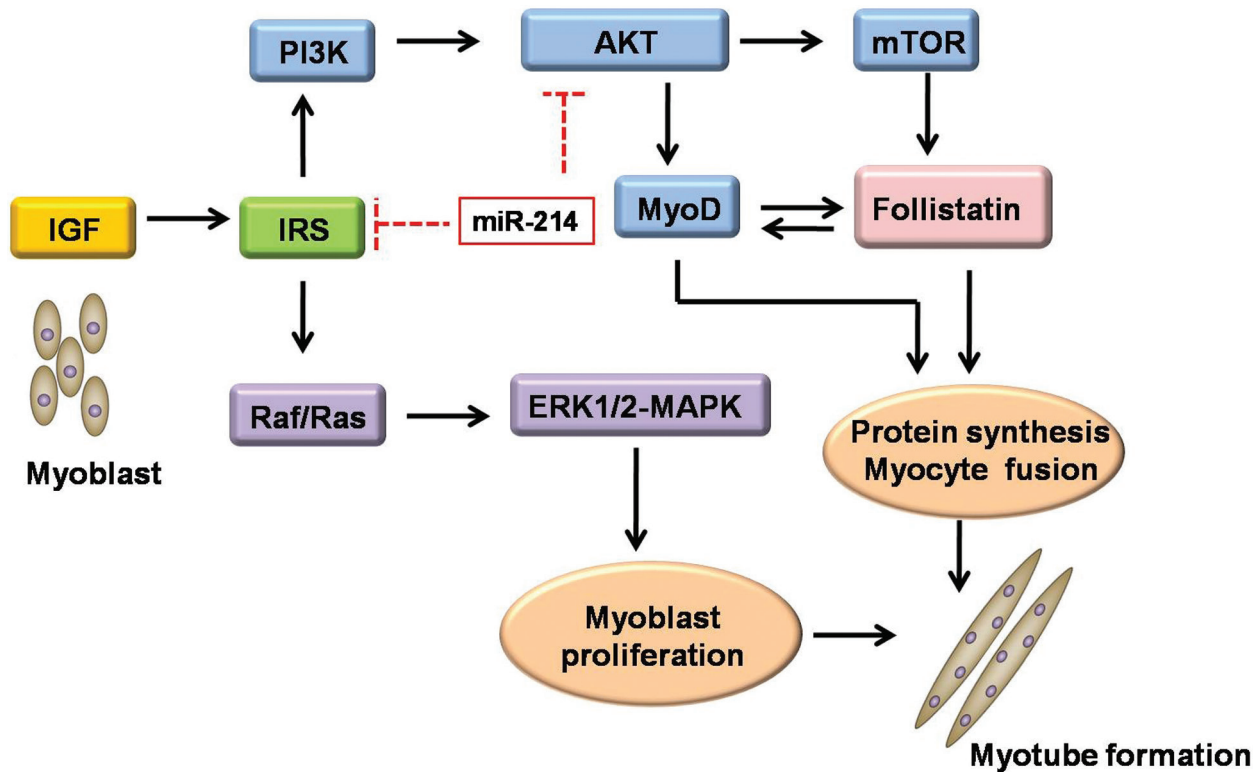 PI3K
AKT
mTOR
IGF
IRS
miR-214
MyoD
Follistatin
Myoblast
Raf/Ras
ERK1/2-MAPK
Protein synthesis
Myocyte fusion
Myoblast
proliferation
Myotube formation